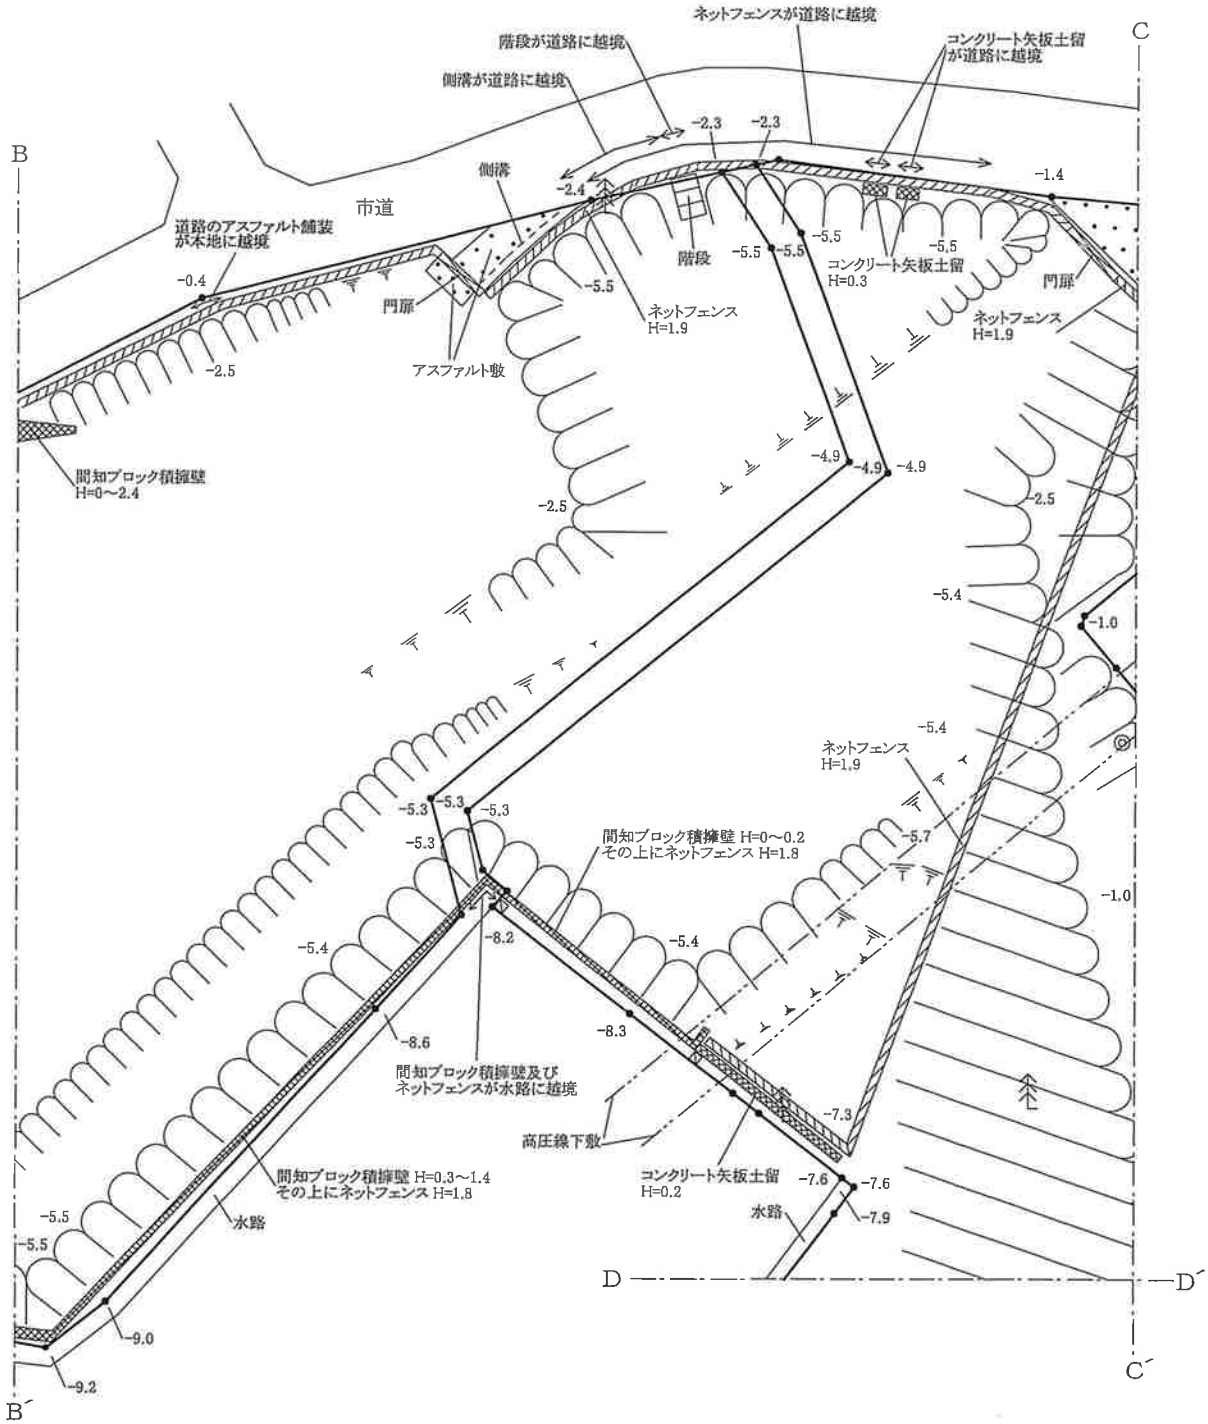 ネットフェンスが道路に越境
C
階段が道路に越境
コンクリート矢板土留
が道路に越境
側溝が道路に越境
-2.3
-2.3
B
側溝
-2.4
-1.4
市道
道路のアスファルト舗装
が本地に越境
-5.5
-5.5
-5.5
-5.5
階段
コンクリート矢板土留
H=0.3
-0.4
門扉
-5.5
門扉
ネットフェンス
H=1.9
ネットフェンス
H=1.9
アスファルト敷
-2.5
間知ブロック積擁壁
H=0～2.4
-4.9
-4.9
-4.9
-2.5
-2.5
-5.4
-1.0
-5.4
ネットフェンス
H=1.9
-5.3
-5.3
-5.3
-5.3
間知ブロック積擁壁 H=0～0.2
その上にネットフェンス H=1.8
-5.7
-1.0
-8.2
-5.4
-5.4
-8.3
-8.6
間知ブロック積擁壁及び
ネットフェンスが水路に越境
高圧線下敷
-7.3
間知ブロック積擁壁 H=0.3～1.4
その上にネットフェンス H=1.8
コンクリート矢板土留
H=0.2
-7.6
-7.6
水路
-7.9
水路
-5.5
-5.5
D
D´
-9.0
C´
-9.2
B´